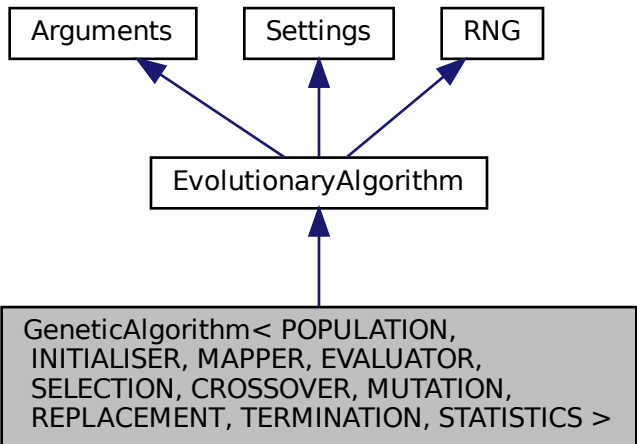 Arguments
Settings
RNG
EvolutionaryAlgorithm
GeneticAlgorithm< POPULATION,
INITIALISER, MAPPER, EVALUATOR,
SELECTION, CROSSOVER, MUTATION,
REPLACEMENT, TERMINATION, STATISTICS >